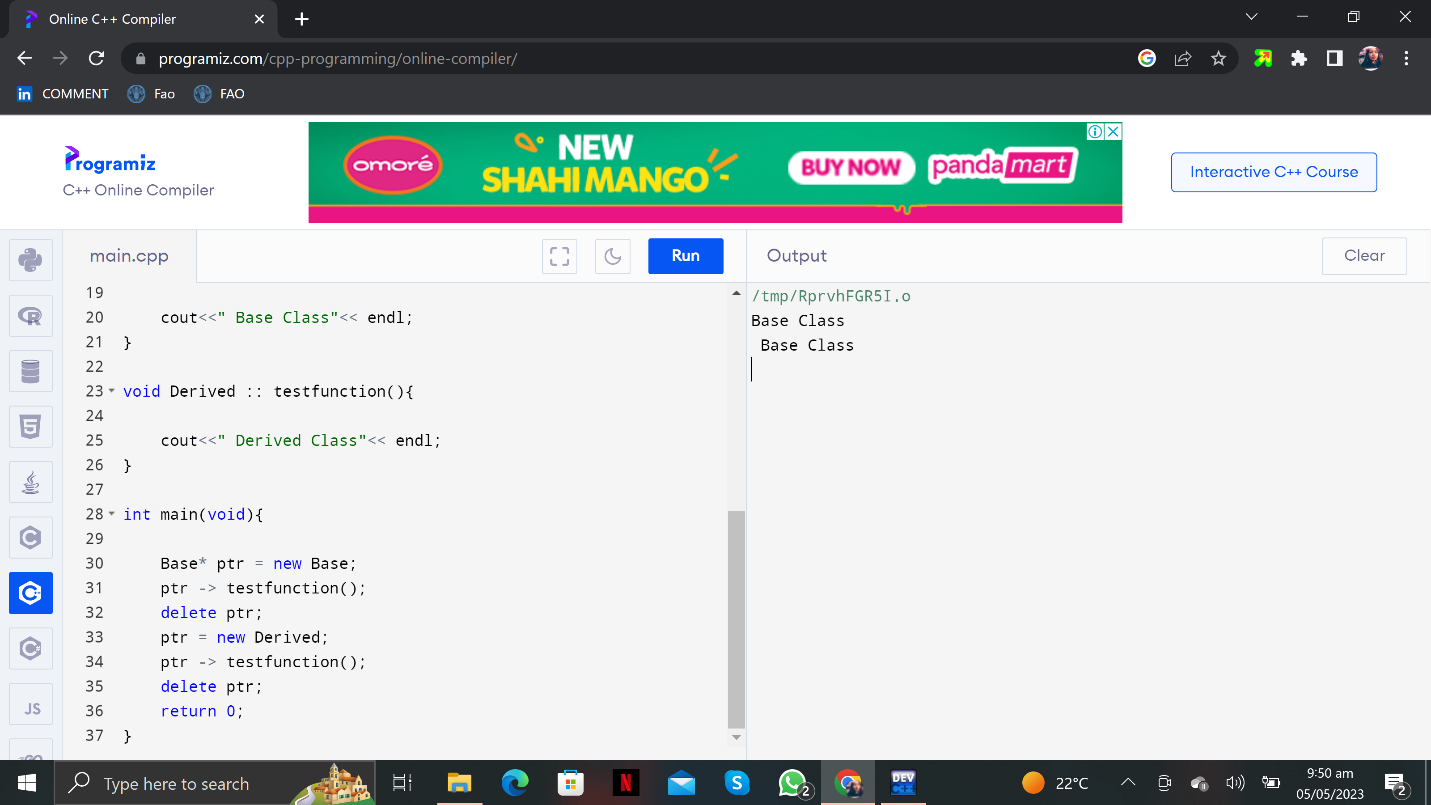 Online C++ Compiler
programiz.com/cpp-programming/online-compiler/
in COMMENT Fao FAO
Programiz
C++ Online Compiler
omoré
NEW
SHAHI MANGO
BUY NOW pandamart
Interactive C++ Course
main.cpp
Run
Output
Clear
19
20 cout<<" Base Class"<< endl;
21 }
22
23 void Derived :: testfunction(){
24
25 cout<<" Derived Class"<< endl;
26 }
27
28 int main(void){
29
30 Base* ptr = new Base;
31 ptr -> testfunction();
32 delete ptr;
33 ptr = new Derived;
34 ptr -> testfunction();
35 delete ptr;
36 return 0;
37 }
/tmp/RprvhFGR5I.o
Base Class
Base Class
JS
Type here to search
N
S
2
DEV
C++
22°C
9:50 am
05/05/2023
2